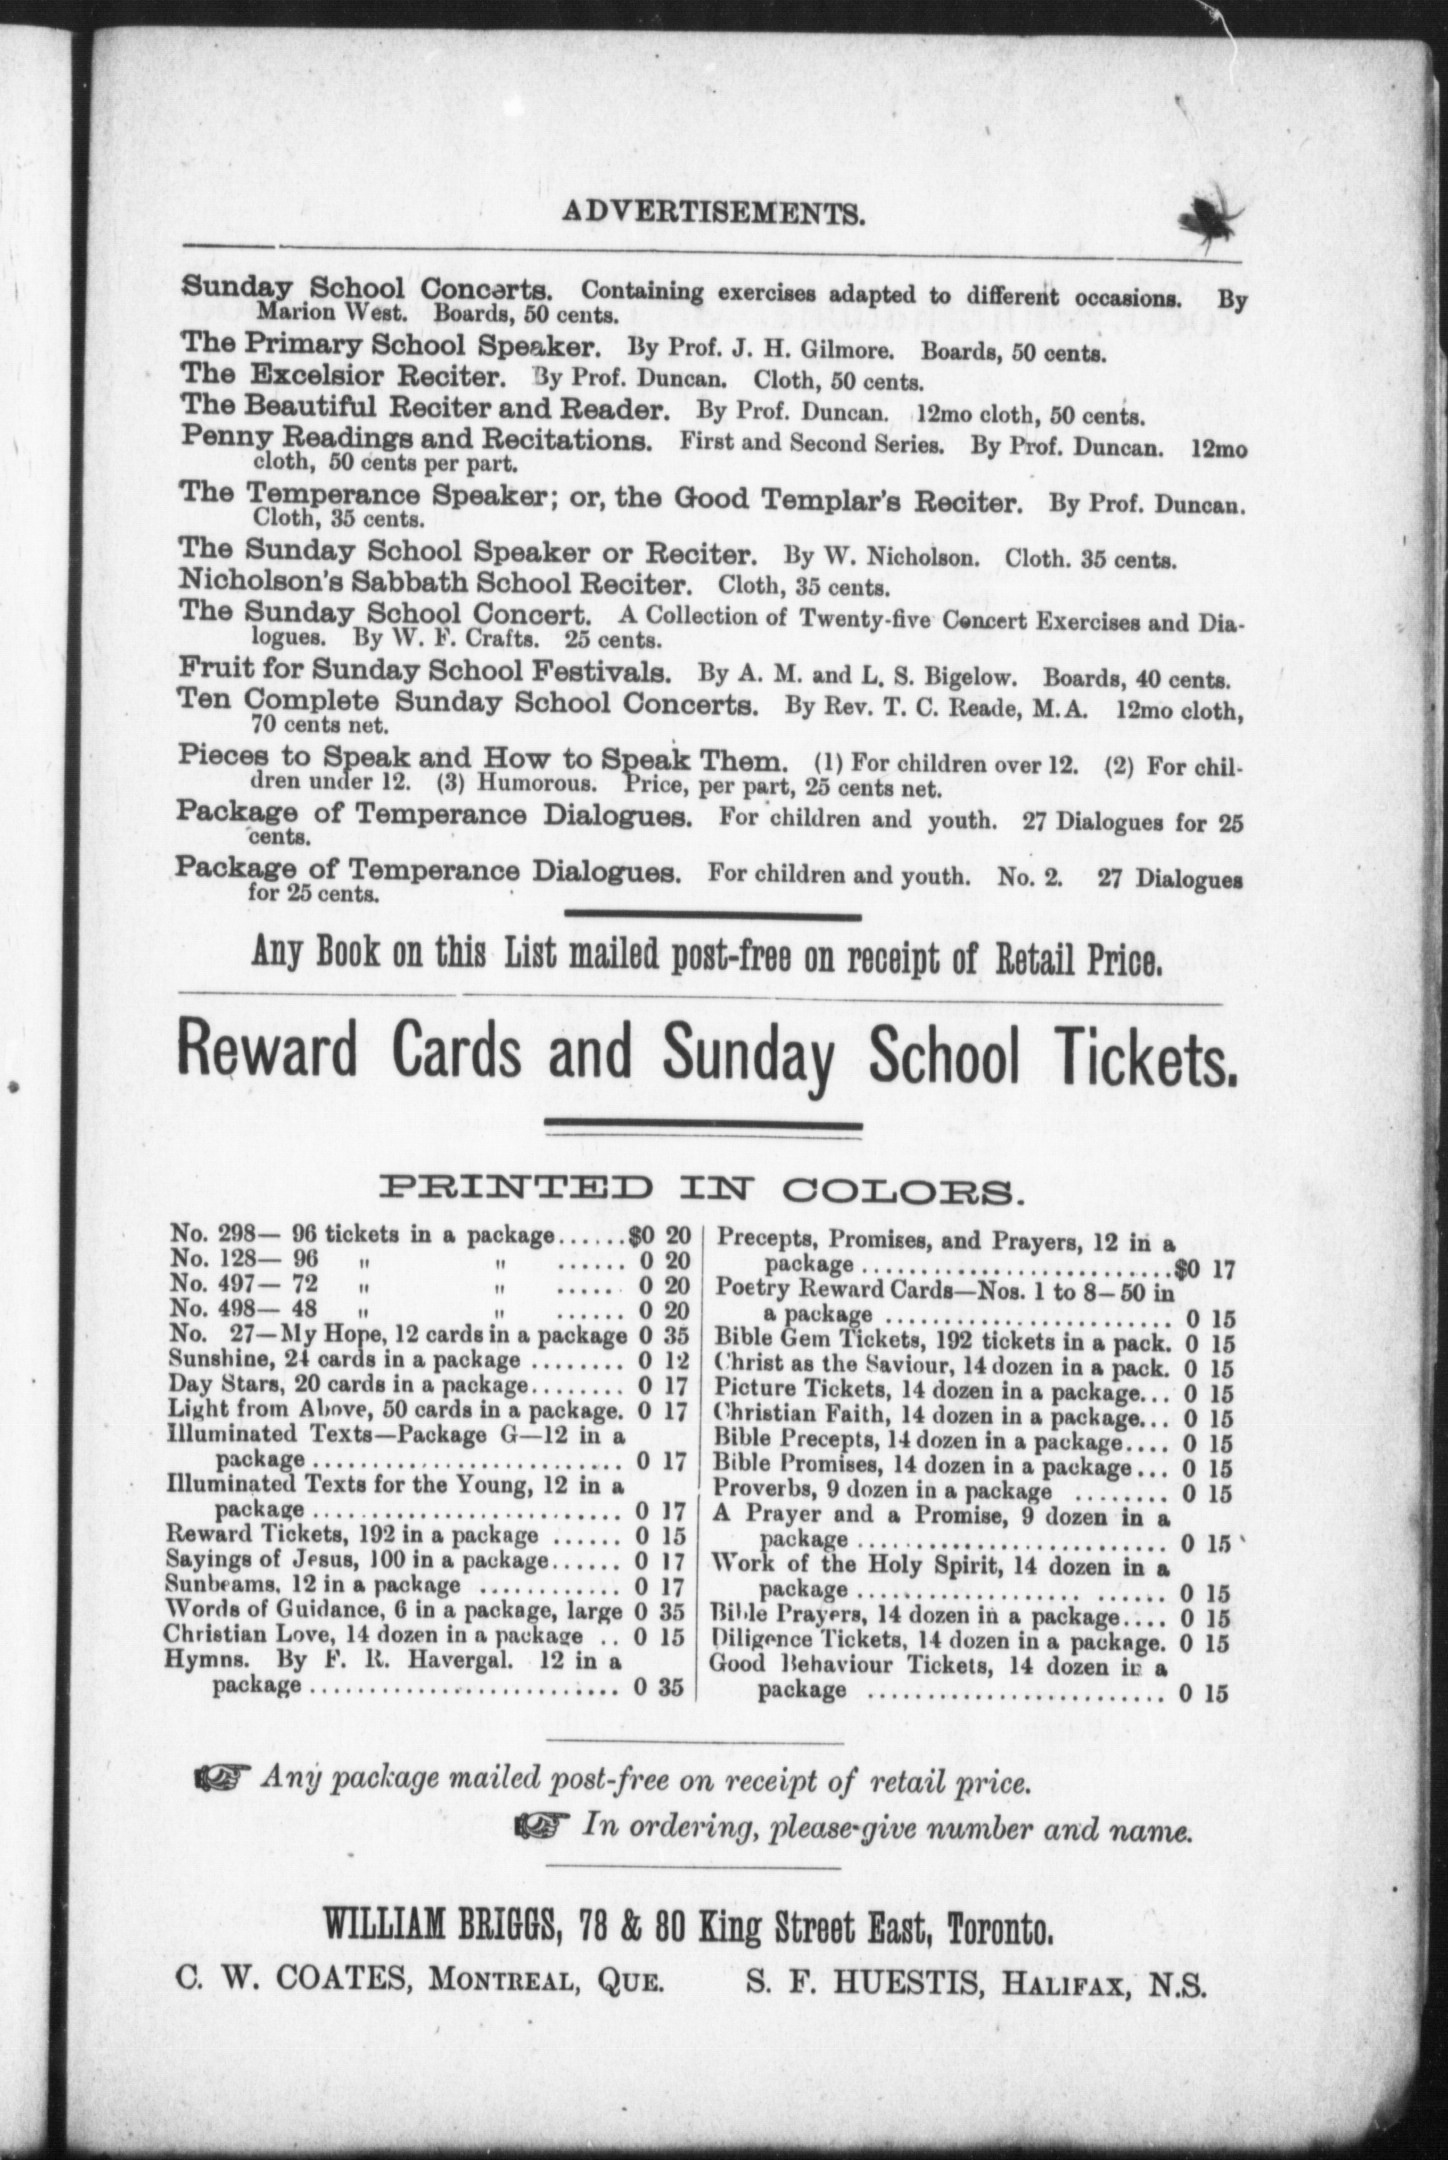 ADVERTISEMENTS.
Sunday School Concerts. Containing exercises adapted to different occasions. By
Marion West. Boards, 50 cents.
The Primary School Speaker. By Prof. J. H. Gilmore. Boards, 50 cents.
The Excelsior Reciter. By Prof. Duncan. Cloth, 50 cents.
The Beautiful Reciter and Reader. By Prof. Duncan. 12mo cloth, 50 cents.
Penny Readings and Recitations. First and Second Series. By Prof. Duncan. 12mo
cloth, 50 cents per part.
The Temperance Speaker; or, the Good Templar's Reciter. By Prof. Duncan.
Cloth, 35 cents.
The Sunday School Speaker or Reciter. By W. Nicholson. Cloth. 35 cents.
Nicholson's Sabbath School Reciter. Cloth, 35 cents.
The Sunday School Concert. A Collection of Twenty-five Concert Exercises and Dia-
logues. By W. F. Crafts. 25 cents.
Fruit for Sunday School Festivals. By A. M. and L. S. Bigelow. Boards, 40 cents.
Ten Complete Sunday School Concerts. By Rev. T. C. Reade, M.A. 12mo cloth,
70 cents net.
Pieces to Speak and How to Speak Them. (1) For children over 12. (2) For chil-
dren under 12. (3) Humorous. Price, per part, 25 cents net.
Package of Temperance Dialogues. For children and youth. 27 Dialogues for 25
cents.
Package of Temperance Dialogues. For children and youth. No. 2. 27 Dialogues
for 25 cents.
Any Book on this List mailed post-free on receipt of Retail Price.
Reward Cards and Sunday School Tickets.
PRINTED IN COLORS.
No. 298— 96 tickets in a package......$0 20
No. 128— 96 " " ...... 0 20
No. 497— 72 " " ..... 0 20
No. 498— 48 " " ...... 0 20
No. 27—My Hope, 12 cards in a package 0 35
Sunshine, 24 cards in a package ........ 0 12
Day Stars, 20 cards in a package........ 0 17
Light from Above, 50 cards in a package. 0 17
Illuminated Texts—Package G—12 in a
package .......................... 0 17
Illuminated Texts for the Young, 12 in a
package .......................... 0 17
Reward Tickets, 192 in a package ...... 0 15
Sayings of Jesus, 100 in a package...... 0 17
Sunbeams. 12 in a package ............ 0 17
Words of Guidance, 6 in a package, large 0 35
Christian Love, 14 dozen in a package .. 0 15
Hymns. By F. R. Havergal. 12 in a
package .......................... 0 35
Precepts, Promises, and Prayers, 12 in a
package ..........................$0 17
Poetry Reward Cards—Nos. 1 to 8—50 in
a package ........................ 0 15
Bible Gem Tickets, 192 tickets in a pack. 0 15
Christ as the Saviour, 14 dozen in a pack. 0 15
Picture Tickets, 14 dozen in a package... 0 15
Christian Faith, 14 dozen in a package... 0 15
Bible Precepts, 14 dozen in a package.... 0 15
Bible Promises, 14 dozen in a package... 0 15
Proverbs, 9 dozen in a package ........ 0 15
A Prayer and a Promise, 9 dozen in a
package .......................... 0 15
Work of the Holy Spirit, 14 dozen in a
package .......................... 0 15
Bible Prayers, 14 dozen in a package.... 0 15
Diligence Tickets, 14 dozen in a package. 0 15
Good Behaviour Tickets, 14 dozen in a
package ......................... 0 15
☞ Any package mailed post-free on receipt of retail price.
☞ In ordering, please give number and name.
WILLIAM BRIGGS, 78 & 80 King Street East, Toronto.
C. W. COATES, MONTREAL, QUE. S. F. HUESTIS, HALIFAX, N.S.